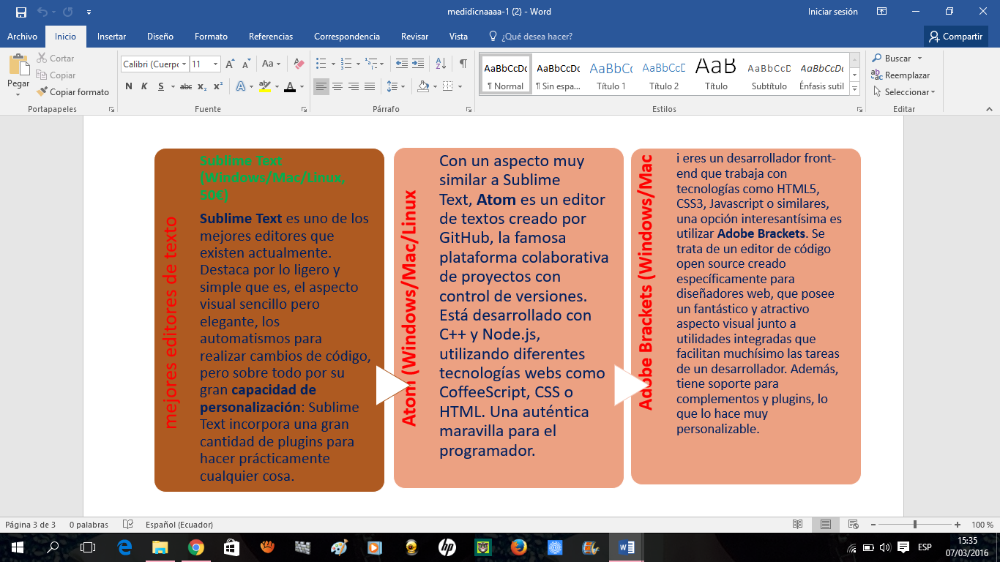 medidicnaaaa-1 (2) - Word
Iniciar sesión
Archivo
Inicio
Insertar
Diseño
Formato
Referencias
Correspondencia
Revisar
Vista
¿Qué desea hacer?
Compartir
Pegar
Cortar
Copiar
Copiar formato
Portapapeles
Calibri (Cuerpo
11
Aa
N K S abc x₂ x²
Fuente
Párrafo
AaBbCcDc
¶ Normal
AaBbCcDc
¶ Sin espa...
AaBbCc
Título 1
AaBbCcD
Título 2
AaB
Título
AaBbCcD
Subtítulo
AaBbCcDc
Énfasis sutil
Estilos
Buscar
Reemplazar
Seleccionar
Editar
mejores editores de texto
Sublime Text
(Windows/Mac/Linux,
50€)
Sublime Text es uno de los
mejores editores que
existen actualmente.
Destaca por lo ligero y
simple que es, el aspecto
visual sencillo pero
elegante, los
automatismos para
realizar cambios de código,
pero sobre todo por su
gran capacidad de
personalización: Sublime
Text incorpora una gran
cantidad de plugins para
hacer prácticamente
cualquier cosa.
Atom (Windows/Mac/Linux
Con un aspecto muy
similar a Sublime
Text, Atom es un editor
de textos creado por
GitHub, la famosa
plataforma colaborativa
de proyectos con
control de versiones.
Está desarrollado con
C++ y Node.js,
utilizando diferentes
tecnologías webs como
CoffeeScript, CSS o
HTML. Una auténtica
maravilla para el
programador.
Adobe Brackets (Windows/Mac
i eres un desarrollador front-
end que trabaja con
tecnologías como HTML5,
CSS3, Javascript o similares,
una opción interesantísima es
utilizar Adobe Brackets. Se
trata de un editor de código
open source creado
específicamente para
diseñadores web, que posee
un fantástico y atractivo
aspecto visual junto a
utilidades integradas que
facilitan muchísimo las tareas
de un desarrollador. Además,
tiene soporte para
complementos y plugins, lo
que lo hace muy
personalizable.
Página 3 de 3
0 palabras
Español (Ecuador)
100 %
hp
ESP
15:35
07/03/2016